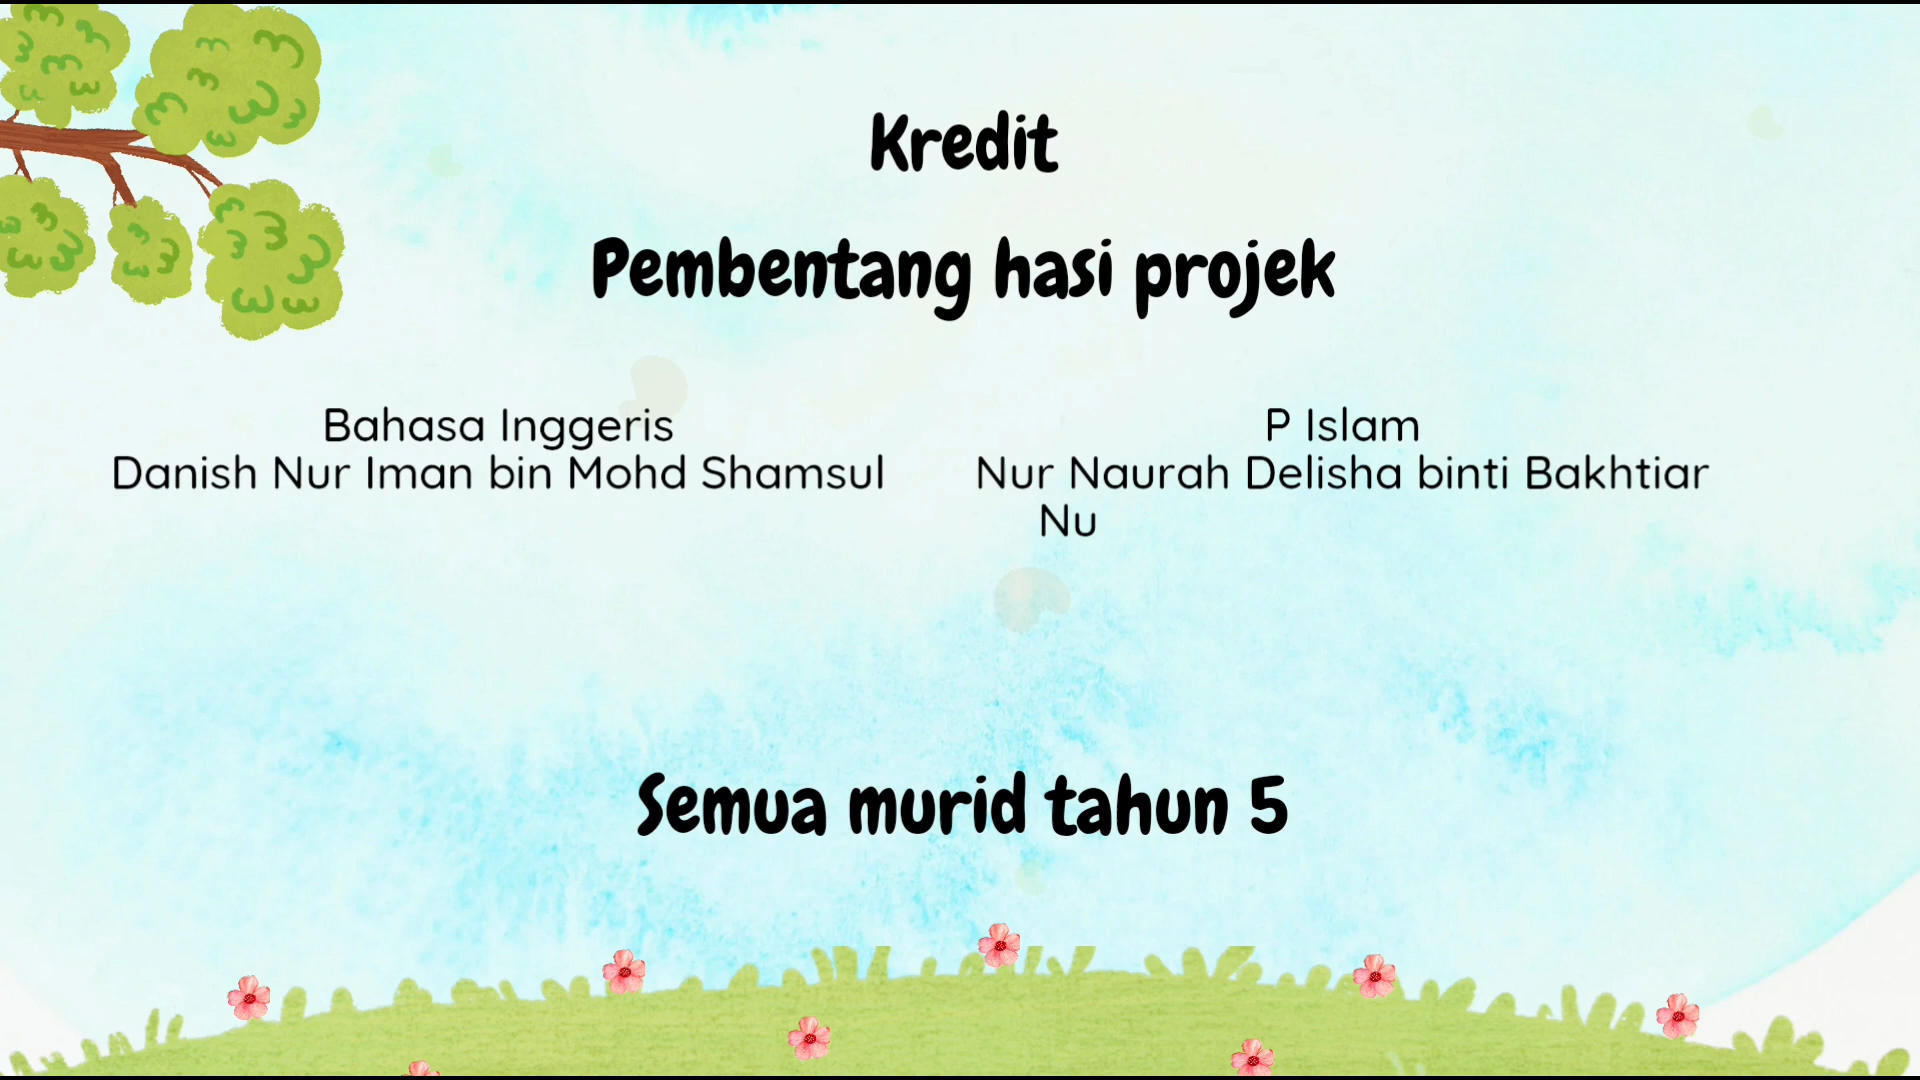 Kredit
Pembentang hasi projek
Bahasa Inggeris
Danish Nur Iman bin Mohd Shamsul
P Islam
Nur Naurah Delisha binti Bakhtiar
Nu
Semua murid tahun 5